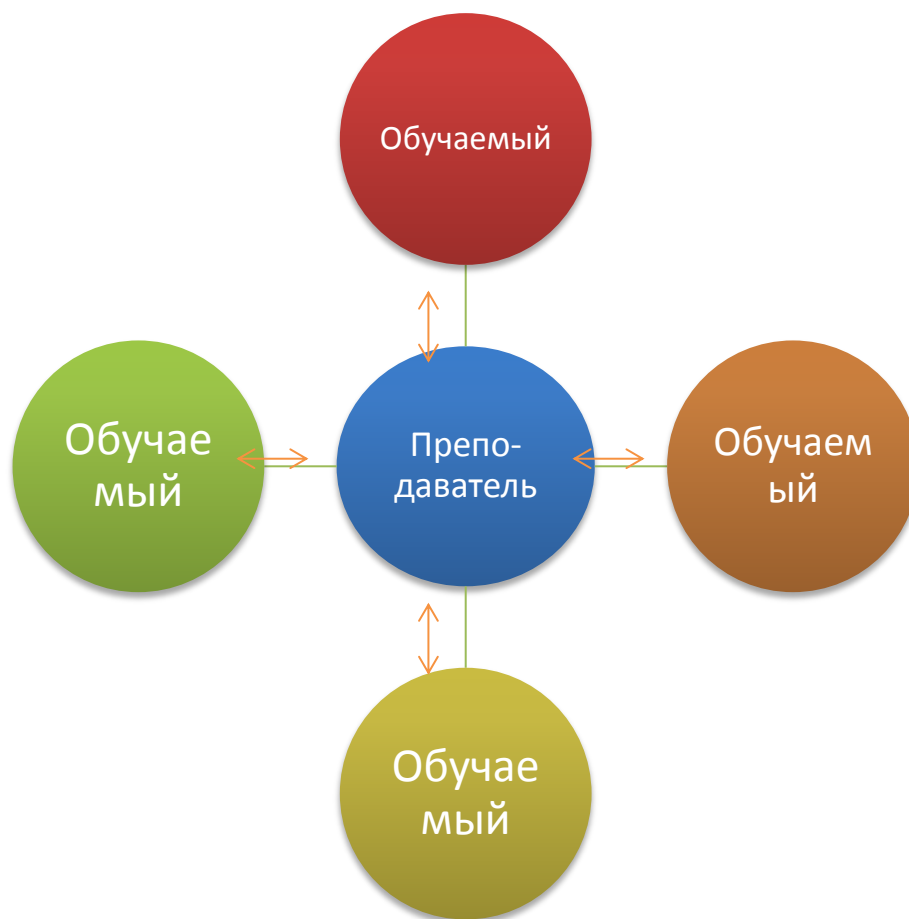 Обучаемый
Обучае
мый
Препо-
даватель
Обучаем
ый
Обучае
мый